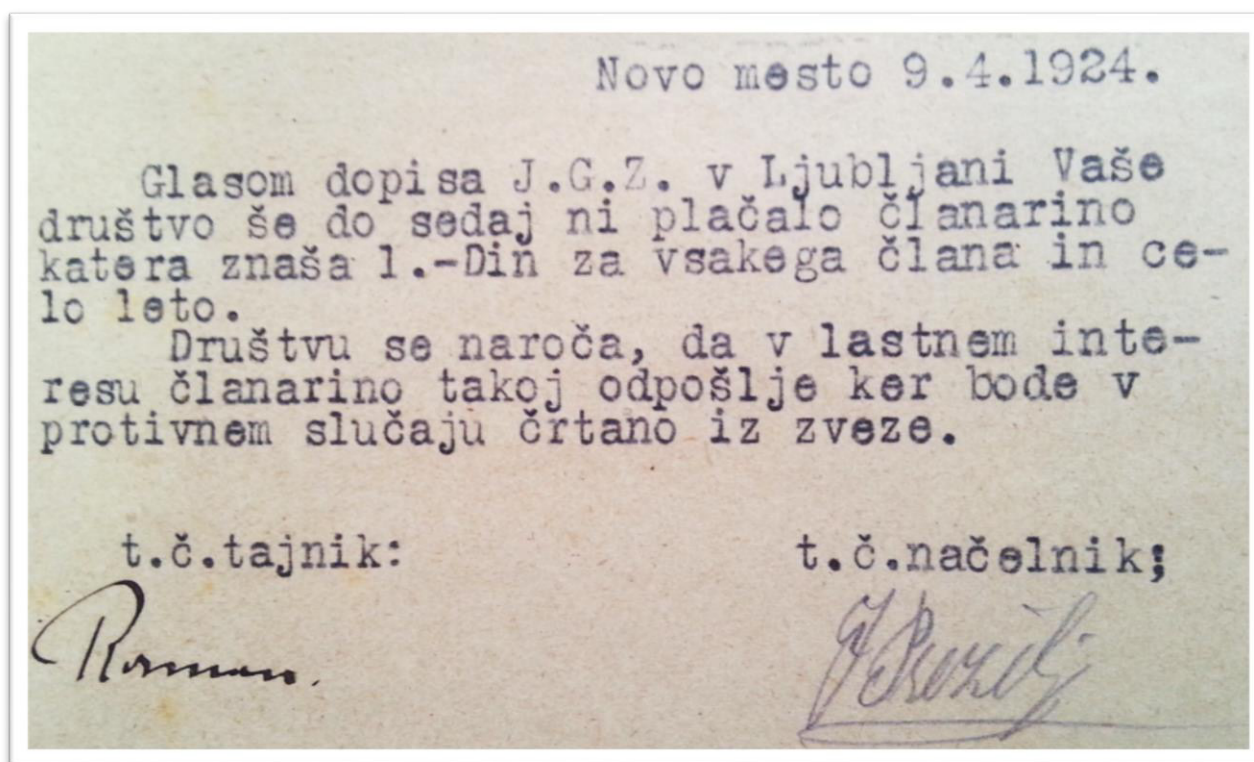 Novo mesto 9.4.1924.
Glasom dopisa J.G.Z. v Ljubljani Vaše
društvo še do sedaj ni plačalo članarino
katera znaša 1.-Din za vsakega člana in ce-
lo leto.
Društvu se naroča, da v lastnem inte-
resu članarino takoj odpošlje ker bode v
protivnem slučaju črtano iz zveze.
t.č.tajnik: t.č.načelnik;
Roman.